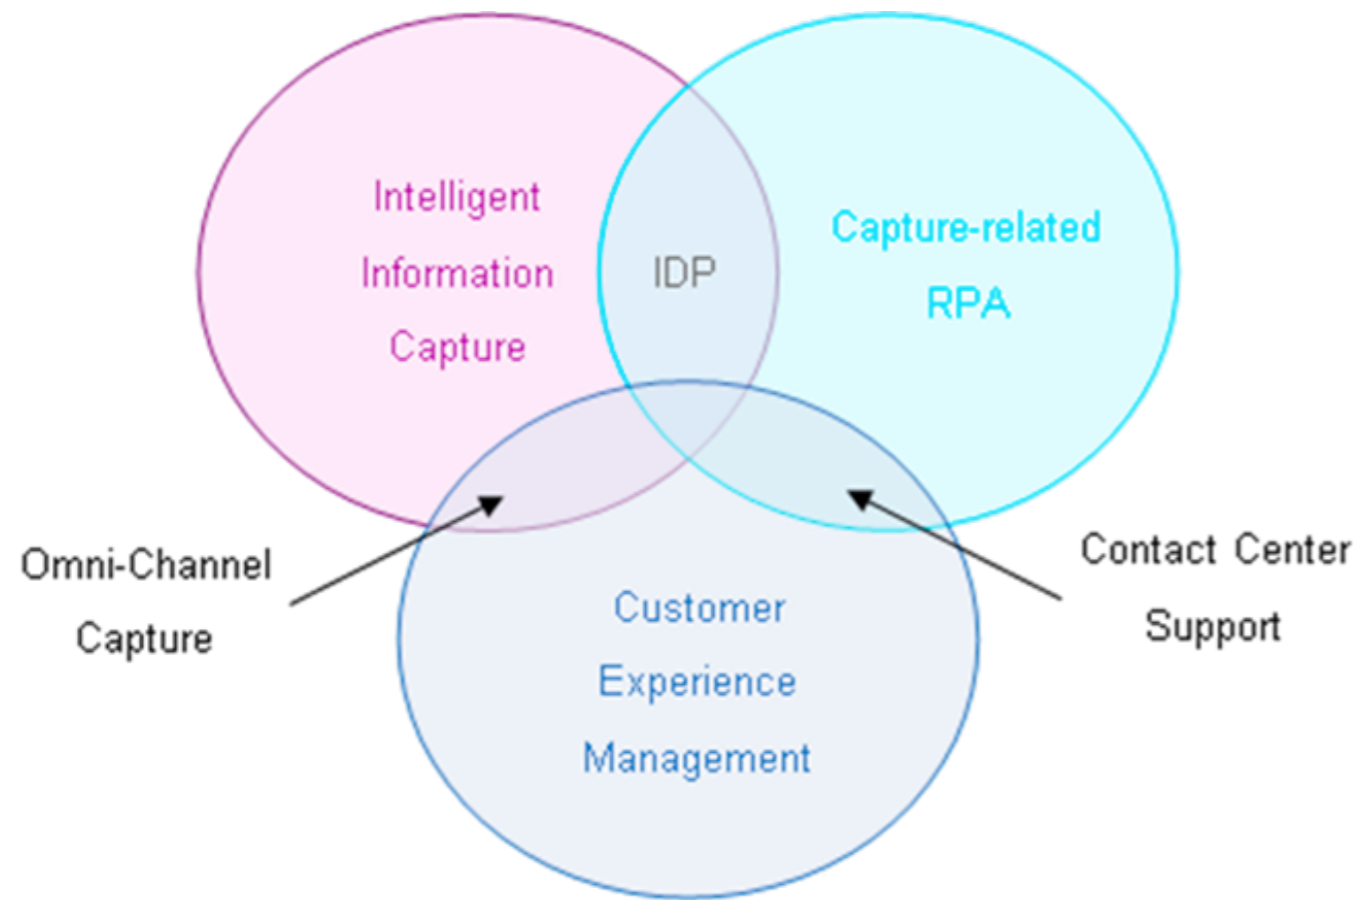 Intelligent
Information
Capture
IDP
Capture-related
RPA
Omni-Channel
Capture
Contact Center
Support
Customer
Experience
Management